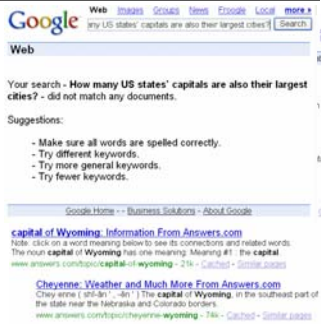 Google
Web Images Groups News Froogle Local more »
ny US states' capitals are also their largest cities? Search
Web
Your search - How many US states' capitals are also their largest
cities? - did not match any documents.
Suggestions:
- Make sure all words are spelled correctly.
- Try different keywords.
- Try more general keywords.
- Try fewer keywords.
Google Home - - Business Solutions - About Google
capital of Wyoming: Information From Answers.com
Note: click on a word meaning below to see its connections and related words.
The noun capital of Wyoming has one meaning: Meaning #1 : the capital
www.answers.com/topic/capital-of-wyoming - 21k - Cached - Similar pages
Cheyenne: Weather and Much More From Answers.com
Chey·enne ( shī-ăn ' , -ĕn ' ) The capital of Wyoming, in the southeast part of
the state near the Nebraska and Colorado borders.
www.answers.com/topic/cheyenne-wyoming - 74k - Cached - Similar pages